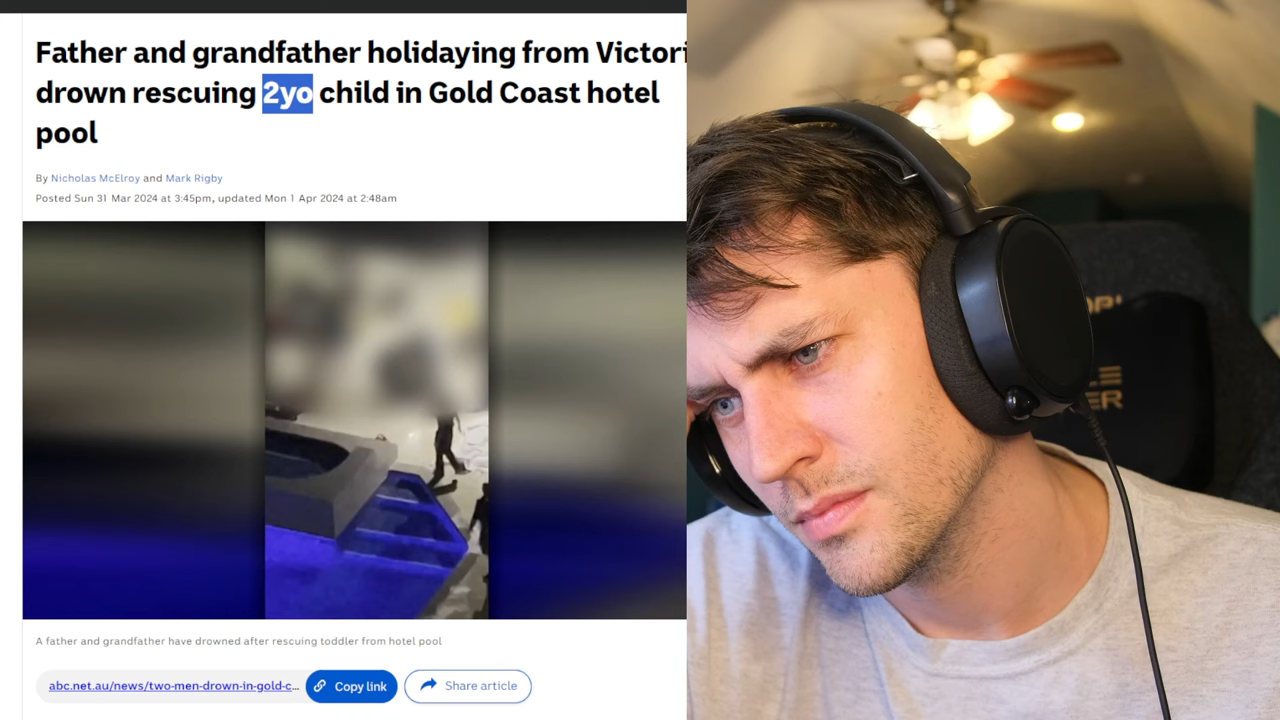 Father and grandfather holidaying from Victori
drown rescuing 2yo child in Gold Coast hotel
pool
By Nicholas McElroy and Mark Rigby
Posted Sun 31 Mar 2024 at 3:45pm, updated Mon 1 Apr 2024 at 2:48am
A father and grandfather have drowned after rescuing toddler from hotel pool
abc.net.au/news/two-men-drown-in-gold-c...
Copy link
Share article